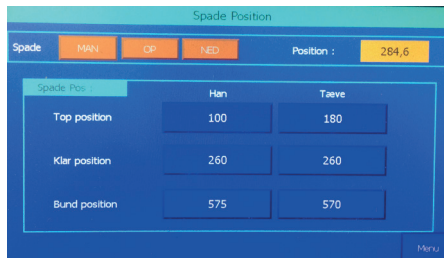 Spade Position
Spade MAN OP NED Position : 284,6
Spade Pos :
Han Tæve
Top position 100 180
Klar position 260 260
Bund position 575 570
Menu